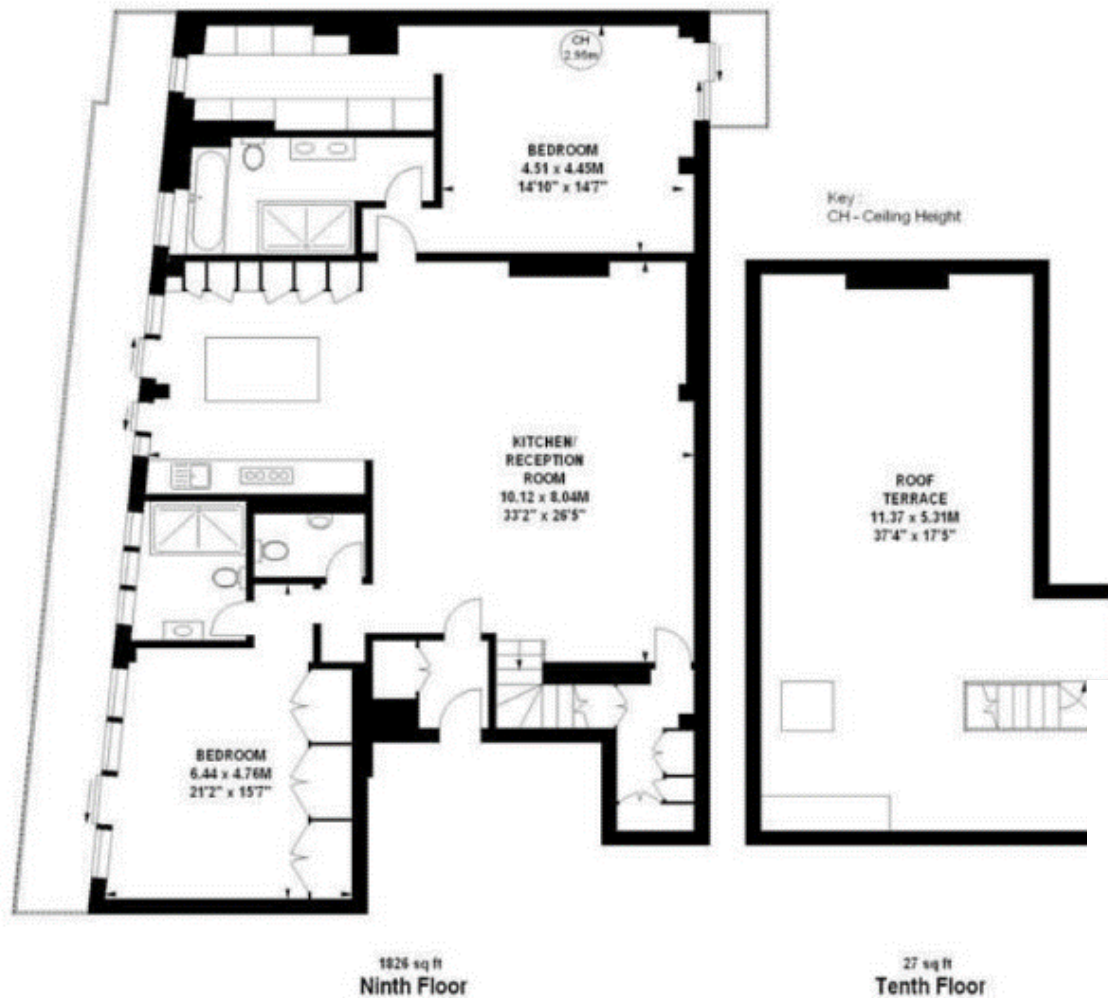 CH
2.95m
BEDROOM
4.51 x 4.45M
14'10" x 14'7"
Key :
CH - Ceiling Height
KITCHEN/
RECEPTION
ROOM
10.12 x 8.04M
33'2" x 26'5"
ROOF
TERRACE
11.37 x 5.31M
37'4" x 17'5"
BEDROOM
6.44 x 4.76M
21'2" x 15'7"
1826 sq ft
Ninth Floor
27 sq ft
Tenth Floor